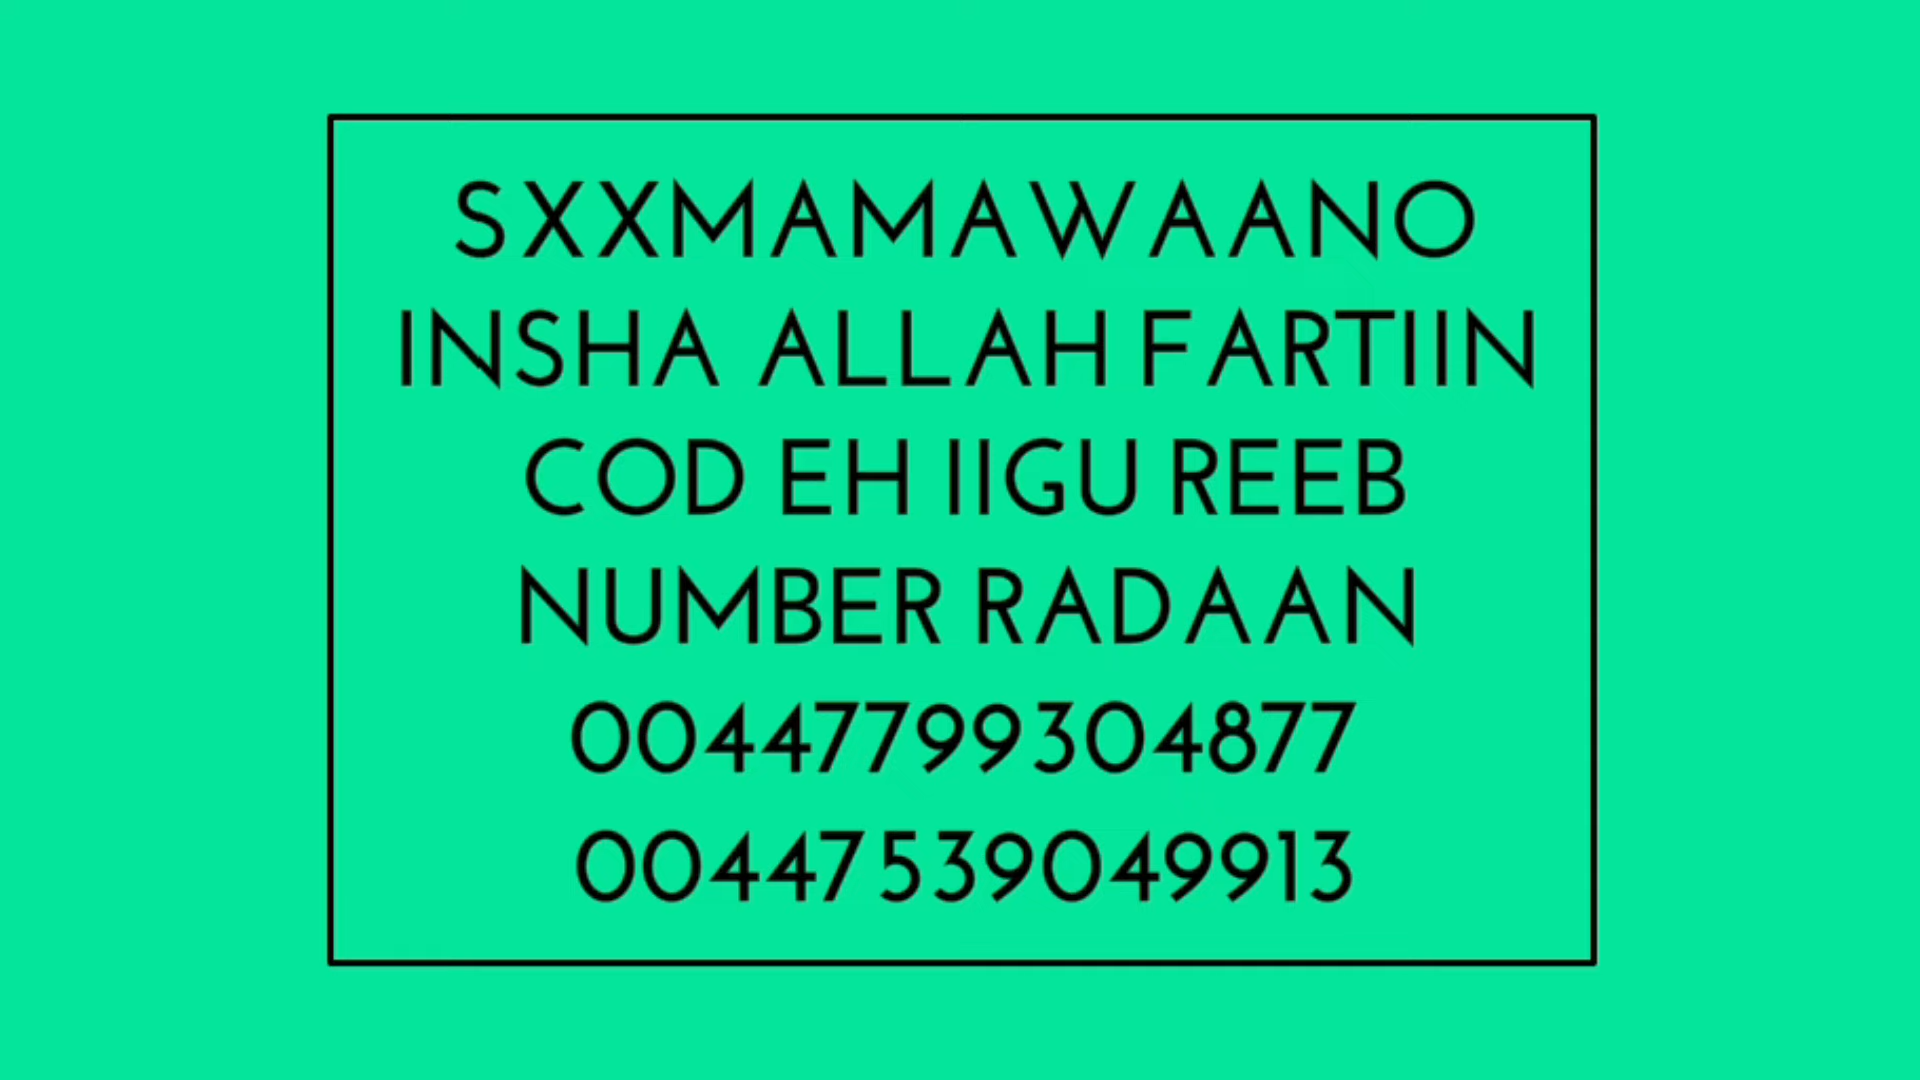 SXXMAMAWAANO
INSHA ALLAH FARTIIN
COD EH IIGU REEB
NUMBER RADAAN
00447799304877
00447539049913